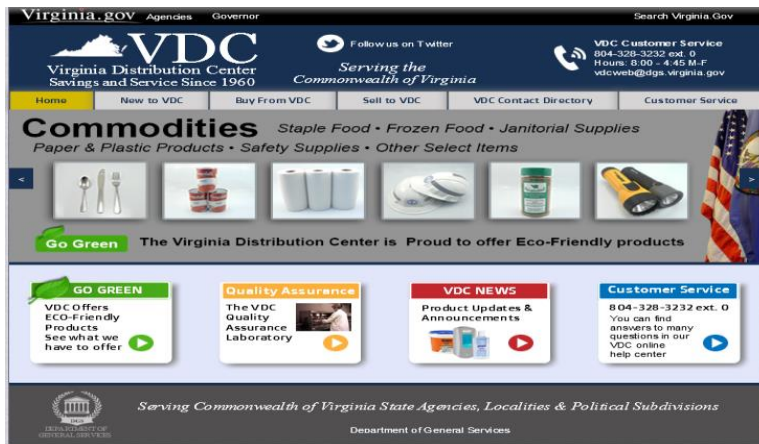 Virginia.gov Agencies Governor Search Virginia.Gov
VDC
Virginia Distribution Center
Savings and Service Since 1960
Follow us on Twitter
Serving the
Commonwealth of Virginia
VDC Customer Service
804-328-3232 ext. 0
Hours: 8:00 - 4:45 M-F
vdcweb@dgs.virginia.gov
Home New to VDC Buy From VDC Sell to VDC VDC Contact Directory Customer Service
Commodities Staple Food • Frozen Food • Janitorial Supplies
Paper & Plastic Products • Safety Supplies • Other Select Items
< >
Go Green The Virginia Distribution Center is Proud to offer Eco-Friendly products
GO GREEN
VDC Offers
ECO-Friendly
Products
See what we
have to offer
Quality Assurance
The VDC
Quality
Assurance
Laboratory
VDC NEWS
Product Updates &
Announcements
Customer Service
804-328-3232 ext. 0
You can find
answers to many
questions in our
VDC online
help center
DGS
DEPARTMENT OF
GENERAL SERVICES
Serving Commonwealth of Virginia State Agencies, Localities & Political Subdivisions
Department of General Services